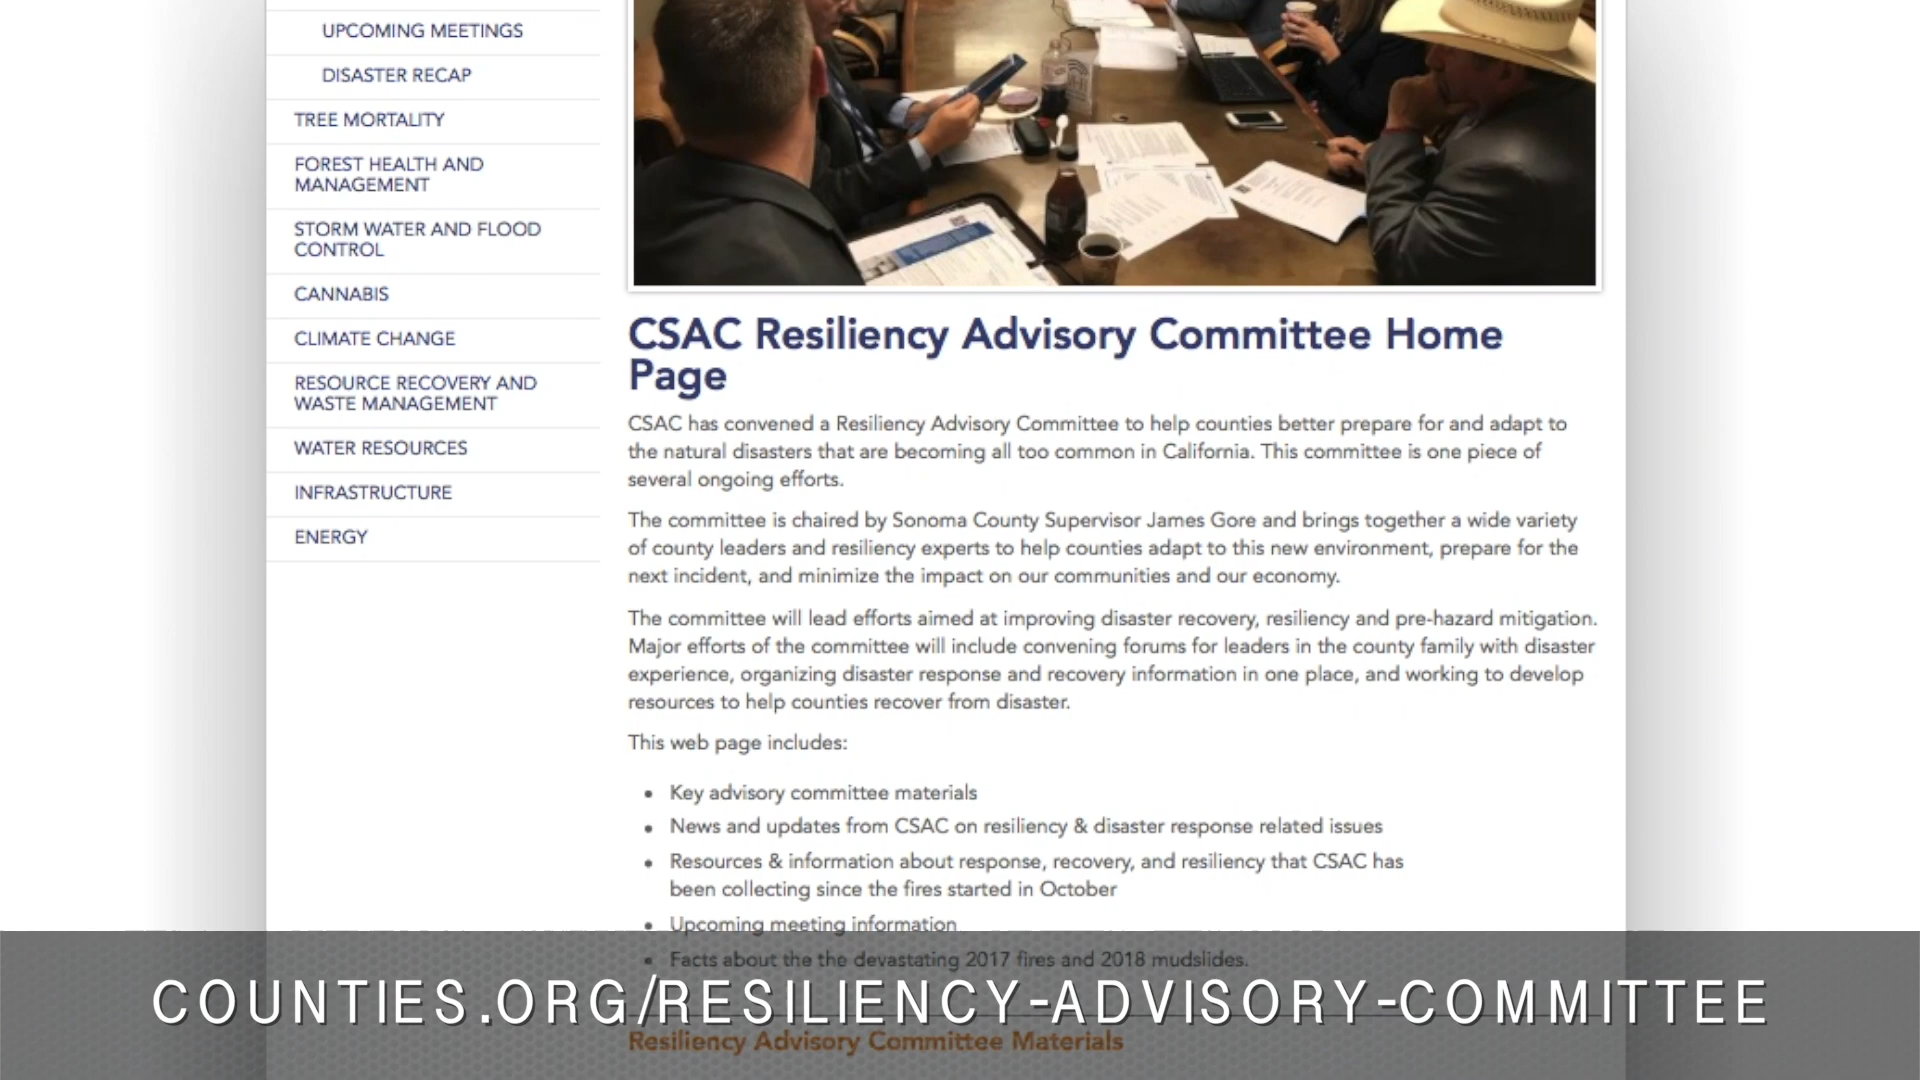 UPCOMING MEETINGS
DISASTER RECAP
TREE MORTALITY
FOREST HEALTH AND
MANAGEMENT
STORM WATER AND FLOOD
CONTROL
CANNABIS
CLIMATE CHANGE
RESOURCE RECOVERY AND
WASTE MANAGEMENT
WATER RESOURCES
INFRASTRUCTURE
ENERGY
CSAC Resiliency Advisory Committee Home
Page
CSAC has convened a Resiliency Advisory Committee to help counties better prepare for and adapt to
the natural disasters that are becoming all too common in California. This committee is one piece of
several ongoing efforts.
The committee is chaired by Sonoma County Supervisor James Gore and brings together a wide variety
of county leaders and resiliency experts to help counties adapt to this new environment, prepare for the
next incident, and minimize the impact on our communities and our economy.
The committee will lead efforts aimed at improving disaster recovery, resiliency and pre-hazard mitigation.
Major efforts of the committee will include convening forums for leaders in the county family with disaster
experience, organizing disaster response and recovery information in one place, and working to develop
resources to help counties recover from disaster.
This web page includes:
• Key advisory committee materials
• News and updates from CSAC on resiliency & disaster response related issues
• Resources & information about response, recovery, and resiliency that CSAC has
been collecting since the fires started in October
• Upcoming meeting information
• Facts about the the devastating 2017 fires and 2018 mudslides.
COUNTIES.ORG/RESILIENCY-ADVISORY-COMMITTEE
Resiliency Advisory Committee Materials